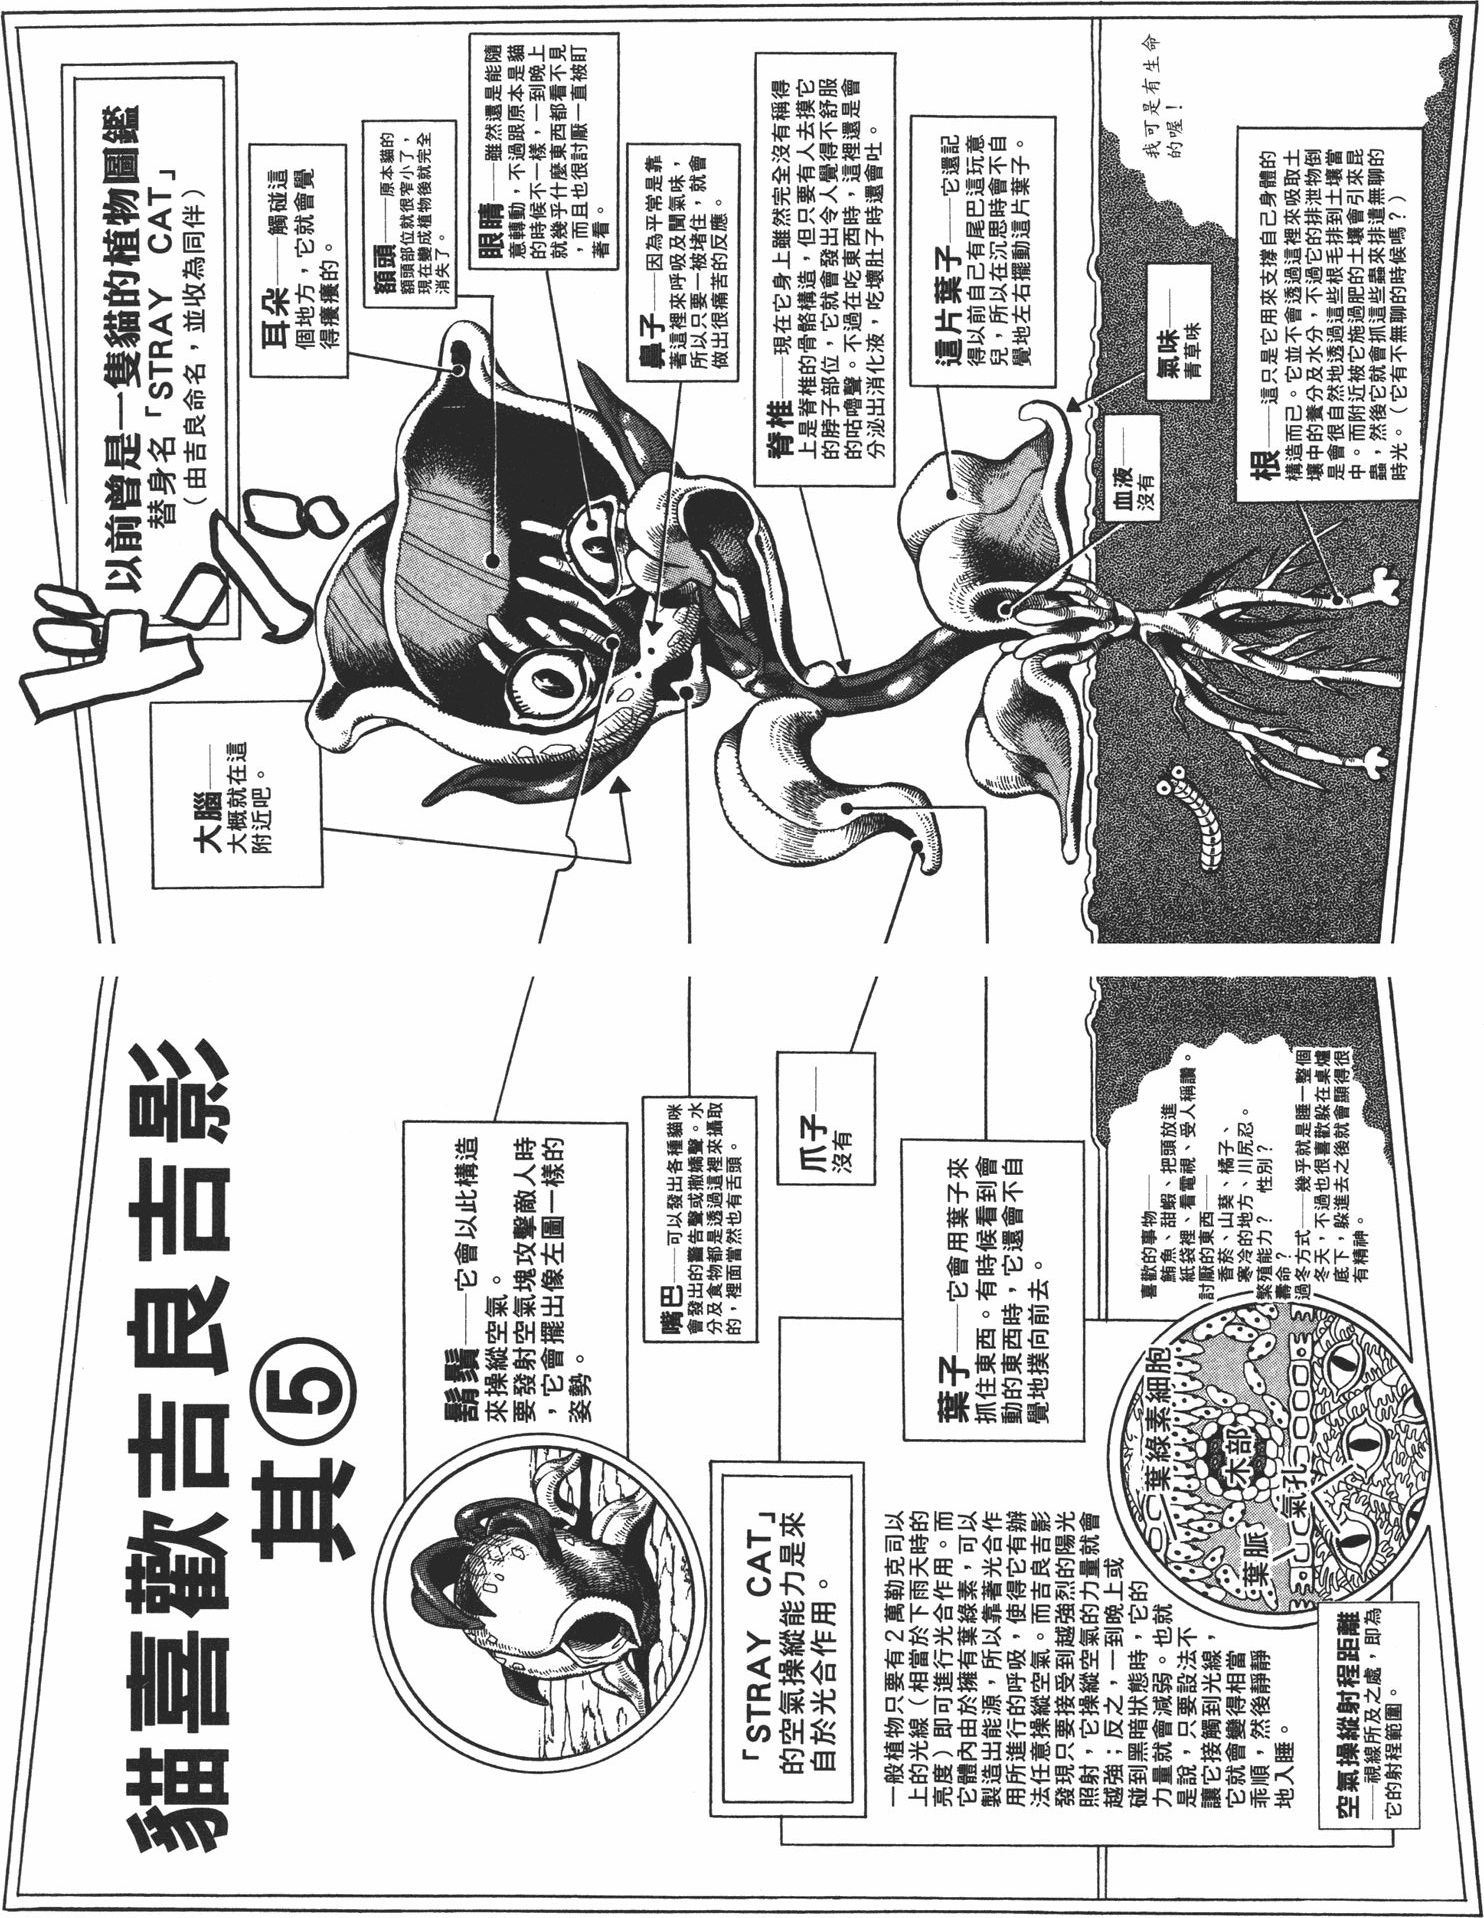 貓喜歡吉良吉影
其⑤
以前曾是一隻貓的植物圖鑑
替身名「STRAY CAT」
(由吉良命名，並收為同伴)
鬍鬚──它會以此構造
來操縱空氣。
要發射空氣塊攻擊敵人時
，它會擺出像左圖一樣的
姿勢。
嘴巴──可以發出各種貓咪
會發出的警告聲或撒嬌聲。水
分及食物都是透過這裡來攝取
的，裡面當然也有舌頭。
爪子──
沒有
葉子──它會用葉子來
抓住東西。有時候看到會
動的東西時，它還會不自
覺地撲向前去。
「STRAY CAT」
的空氣操縱能力是來
自於光合作用。
一般植物只要有2萬勒克司以
上的光線（相當於下雨天時的
亮度）即可進行光合作用。而
它體內由於擁有葉綠素，可以
製造出能源，所以靠著光合作
用所進行的呼吸，使得它有辦
法任意操縱空氣。而吉良吉影
發現只要接受到越強烈的陽光
照射，它操縱空氣的力量就會
越強；反之，一到晚上或
碰到黑暗狀態時，它的
力量就會減弱。也就
是說，只要設法不
讓它接觸到光線，
它就會變得相當
乖順，然後靜靜
地入睡。
葉綠素細胞
木部
氣孔
葉脈
空氣操縱射程距離
──視線所及之處，即為
它的射程範圍。
喜歡的事物──
鮪魚、甜蝦、把頭放進
紙袋裡、看電視、受人稱讚。
討厭的東西──
香菸、山葵、橘子、
寒冷的地方、川尻忍。
繁殖能力？　性別？
壽命？
過冬方式──幾乎就是睡一整個
冬天，不過也很喜歡躲在桌爐
底下，躲進去之後就會顯得很
有精神。
大腦──
大概就在這
附近吧。
耳朵──觸碰這
個地方，它就會覺
得癢癢的。
額頭──原本貓的
額頭部位就很窄小了，
現在變成植物後就完全
消失了。
眼睛──雖然還是能隨
意轉動，不過跟原本是貓
的時候不一樣，一到晚上
就幾乎什麼東西都看不見
，而且也很討厭一直被盯
著看。
鼻子──因為平常是靠
著這裡來呼吸及聞氣味，
所以只要一被堵住，就會
做出很痛苦的反應。
脊椎──現在它身上雖然完全沒有稱得
上是脊椎的骨骼構造，但只要有人去摸它
的脖子部位，它就會發出令人覺得不舒服
的咕嚕聲。不過在吃東西時，這裡還是會
分泌出消化液，吃壞肚子時還會吐。
這片葉子──它還記
得以前自己有尾巴這玩意
兒，所以在沉思時會不自
覺地左右擺動這片葉子。
血液──
沒有
氣味──
青草味
我可是有生命
的喔！
根──這只是它用來支撐自己身體的
構造而已。它並不會透過這裡來吸取土
壤中的養分及水分，不過它的排泄物倒
是會很自然地透過這些根毛排到土壤當
中。而附近被它施過肥的土壤會引來昆
蟲，然後它就會抓這些蟲來排遣無聊的
時光。（它有不無聊的時候嗎？）